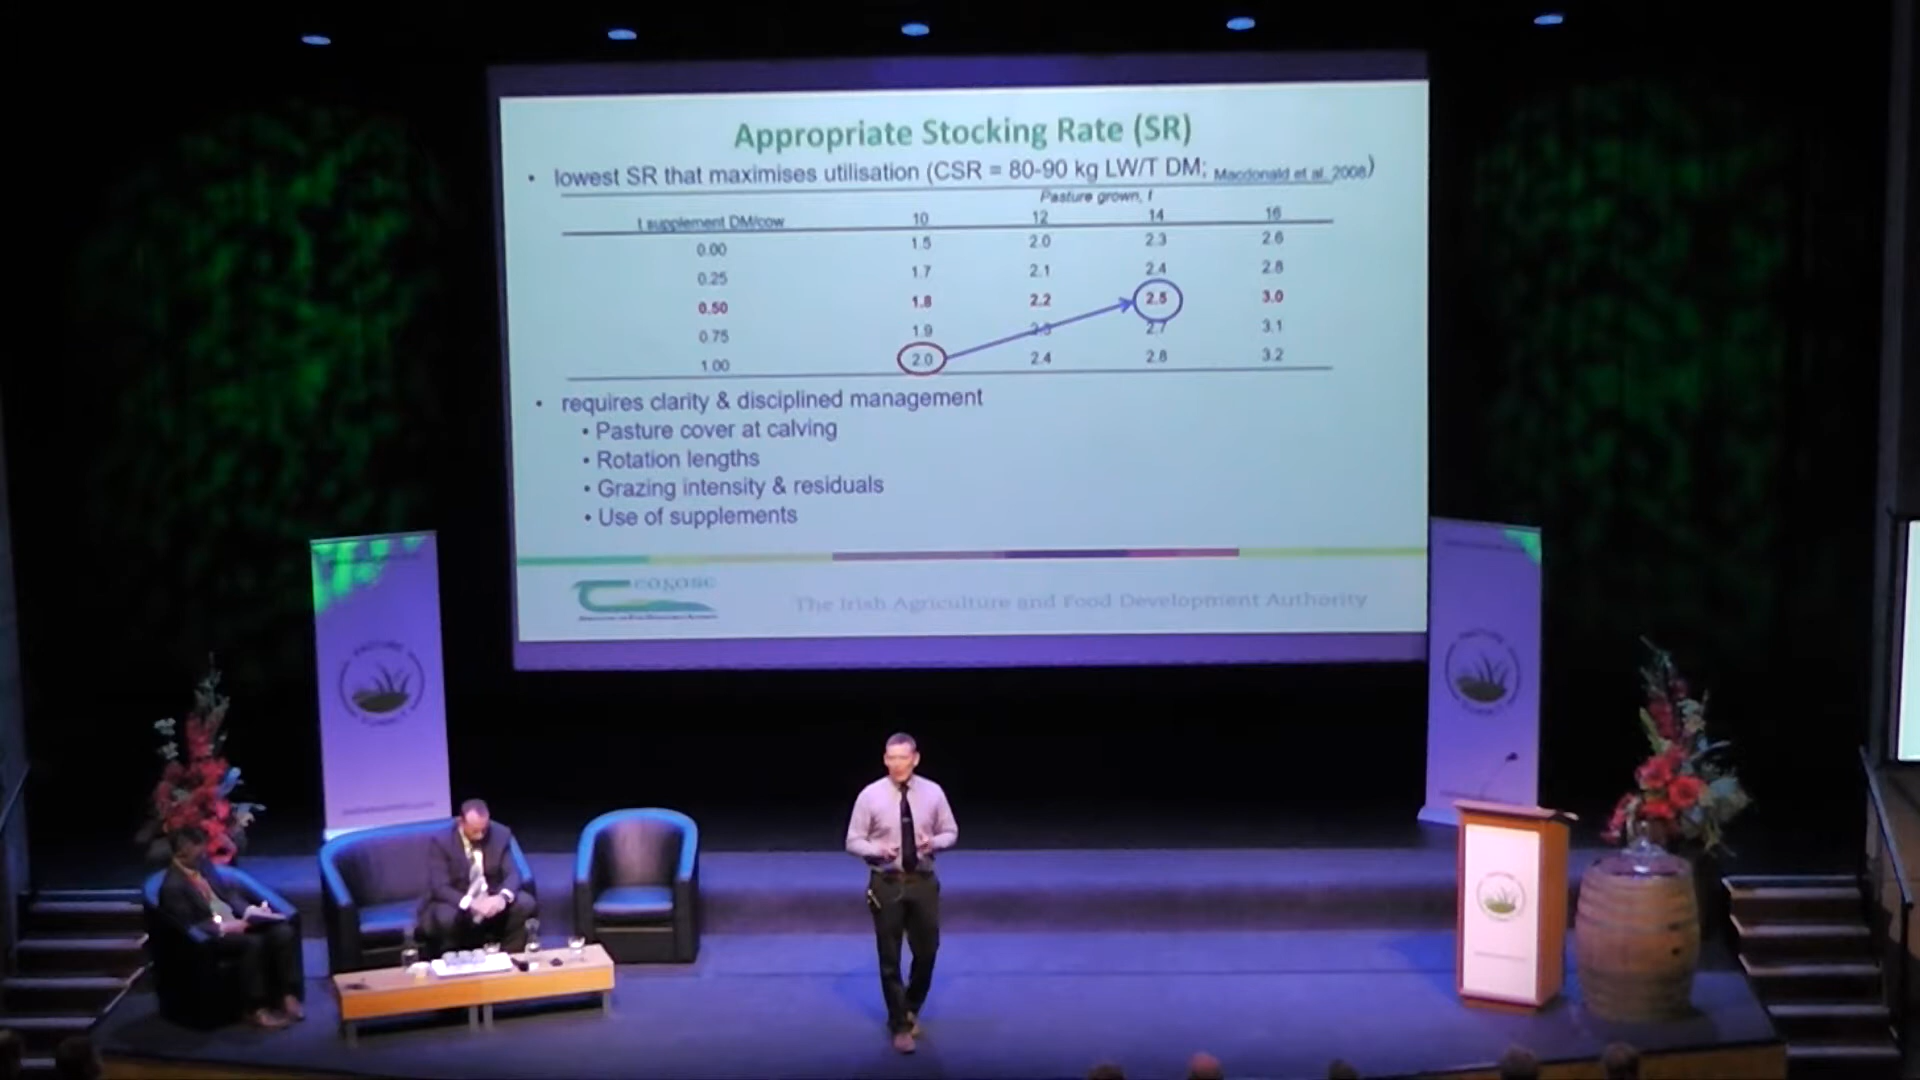 Appropriate Stocking Rate (SR)
• lowest SR that maximises utilisation (CSR = 80-90 kg LW/T DM; Macdonald et al. 2008)
Pasture grown, t
t supplement DM/cow 10 12 14 16
0.00 1.5 2.0 2.3 2.6
0.25 1.7 2.1 2.4 2.8
0.50 1.8 2.2 2.5 3.0
0.75 1.9 2.3 2.7 3.1
1.00 2.0 2.4 2.8 3.2
• requires clarity & disciplined management
• Pasture cover at calving
• Rotation lengths
• Grazing intensity & residuals
• Use of supplements
Teagasc
The Irish Agriculture and Food Development Authority
PASTURE
SUMMIT